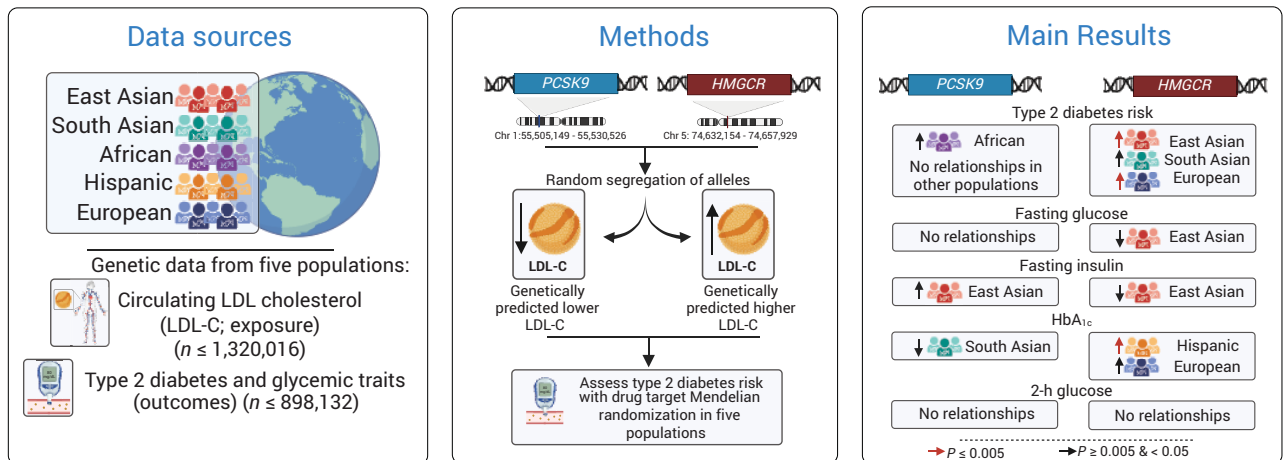 Data sources
East Asian
South Asian
African
Hispanic
European
Genetic data from five populations:
Circulating LDL cholesterol
(LDL-C; exposure)
(n ≤ 1,320,016)
Type 2 diabetes and glycemic traits
(outcomes) (n ≤ 898,132)
Methods
PCSK9
HMGCR
Chr 1:55,505,149 - 55,530,526
Chr 5: 74,632,154 - 74,657,929
Random segregation of alleles
LDL-C
LDL-C
Genetically
predicted lower
LDL-C
Genetically
predicted higher
LDL-C
Assess type 2 diabetes risk
with drug target Mendelian
randomization in five
populations
Main Results
PCSK9
HMGCR
Type 2 diabetes risk
African
No relationships in
other populations
East Asian
South Asian
European
Fasting glucose
No relationships
East Asian
Fasting insulin
East Asian
East Asian
HbA1c
South Asian
Hispanic
European
2-h glucose
No relationships
No relationships
P ≤ 0.005
P ≥ 0.005 & < 0.05